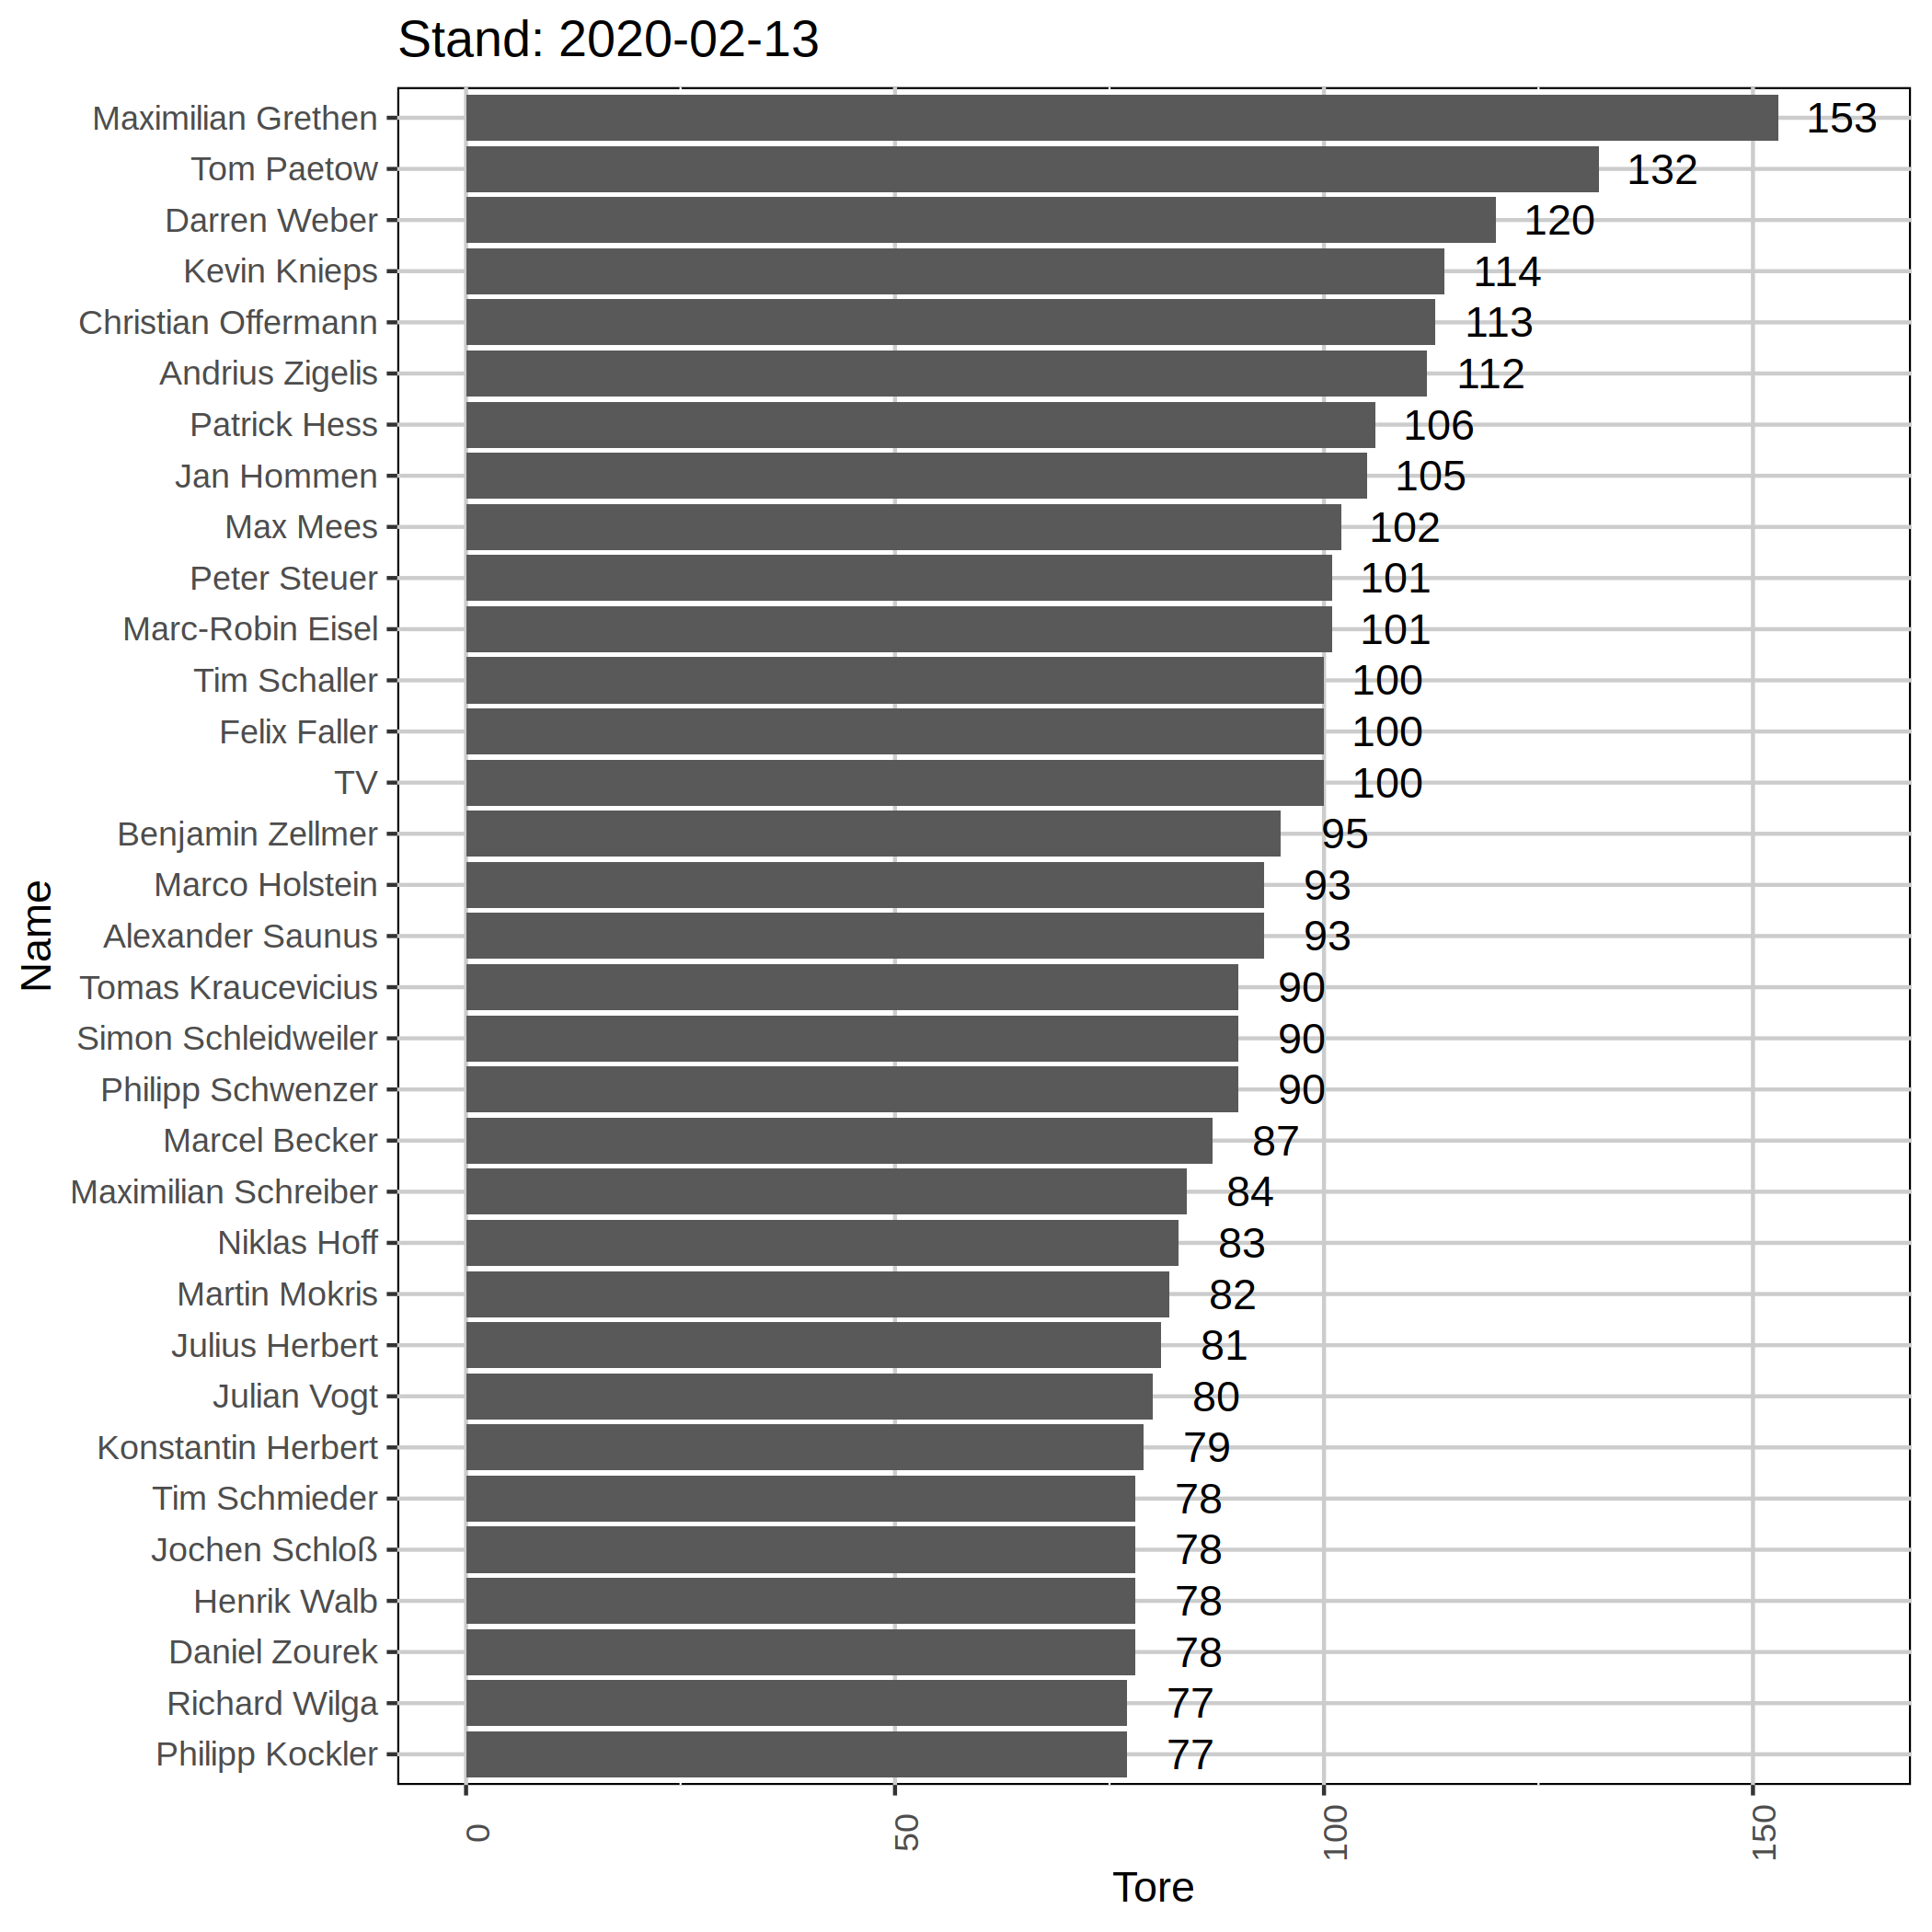 Stand: 2020-02-13
Maximilian Grethen 153
Tom Paetow 132
Darren Weber 120
Kevin Knieps 114
Christian Offermann 113
Andrius Zigelis 112
Patrick Hess 106
Jan Hommen 105
Max Mees 102
Peter Steuer 101
Marc-Robin Eisel 101
Tim Schaller 100
Felix Faller 100
TV 100
Benjamin Zellmer 95
Marco Holstein 93
Alexander Saunus 93
Tomas Kraucevicius 90
Simon Schleidweiler 90
Philipp Schwenzer 90
Marcel Becker 87
Maximilian Schreiber 84
Niklas Hoff 83
Martin Mokris 82
Julius Herbert 81
Julian Vogt 80
Konstantin Herbert 79
Tim Schmieder 78
Jochen Schloß 78
Henrik Walb 78
Daniel Zourek 78
Richard Wilga 77
Philipp Kockler 77
Name
0 50 100 150
Tore